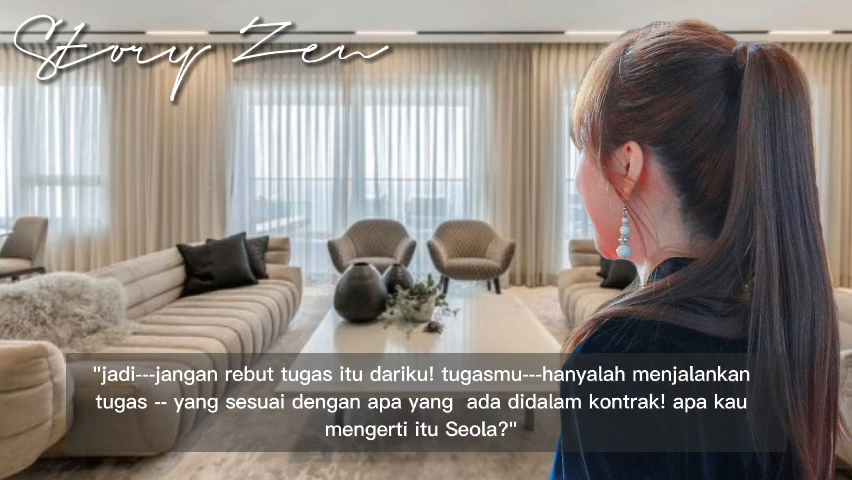 Story Zen
"jadi---jangan rebut tugas itu dariku! tugasmu---hanyalah menjalankan
tugas -- yang sesuai dengan apa yang  ada didalam kontrak! apa kau
mengerti itu Seola?"